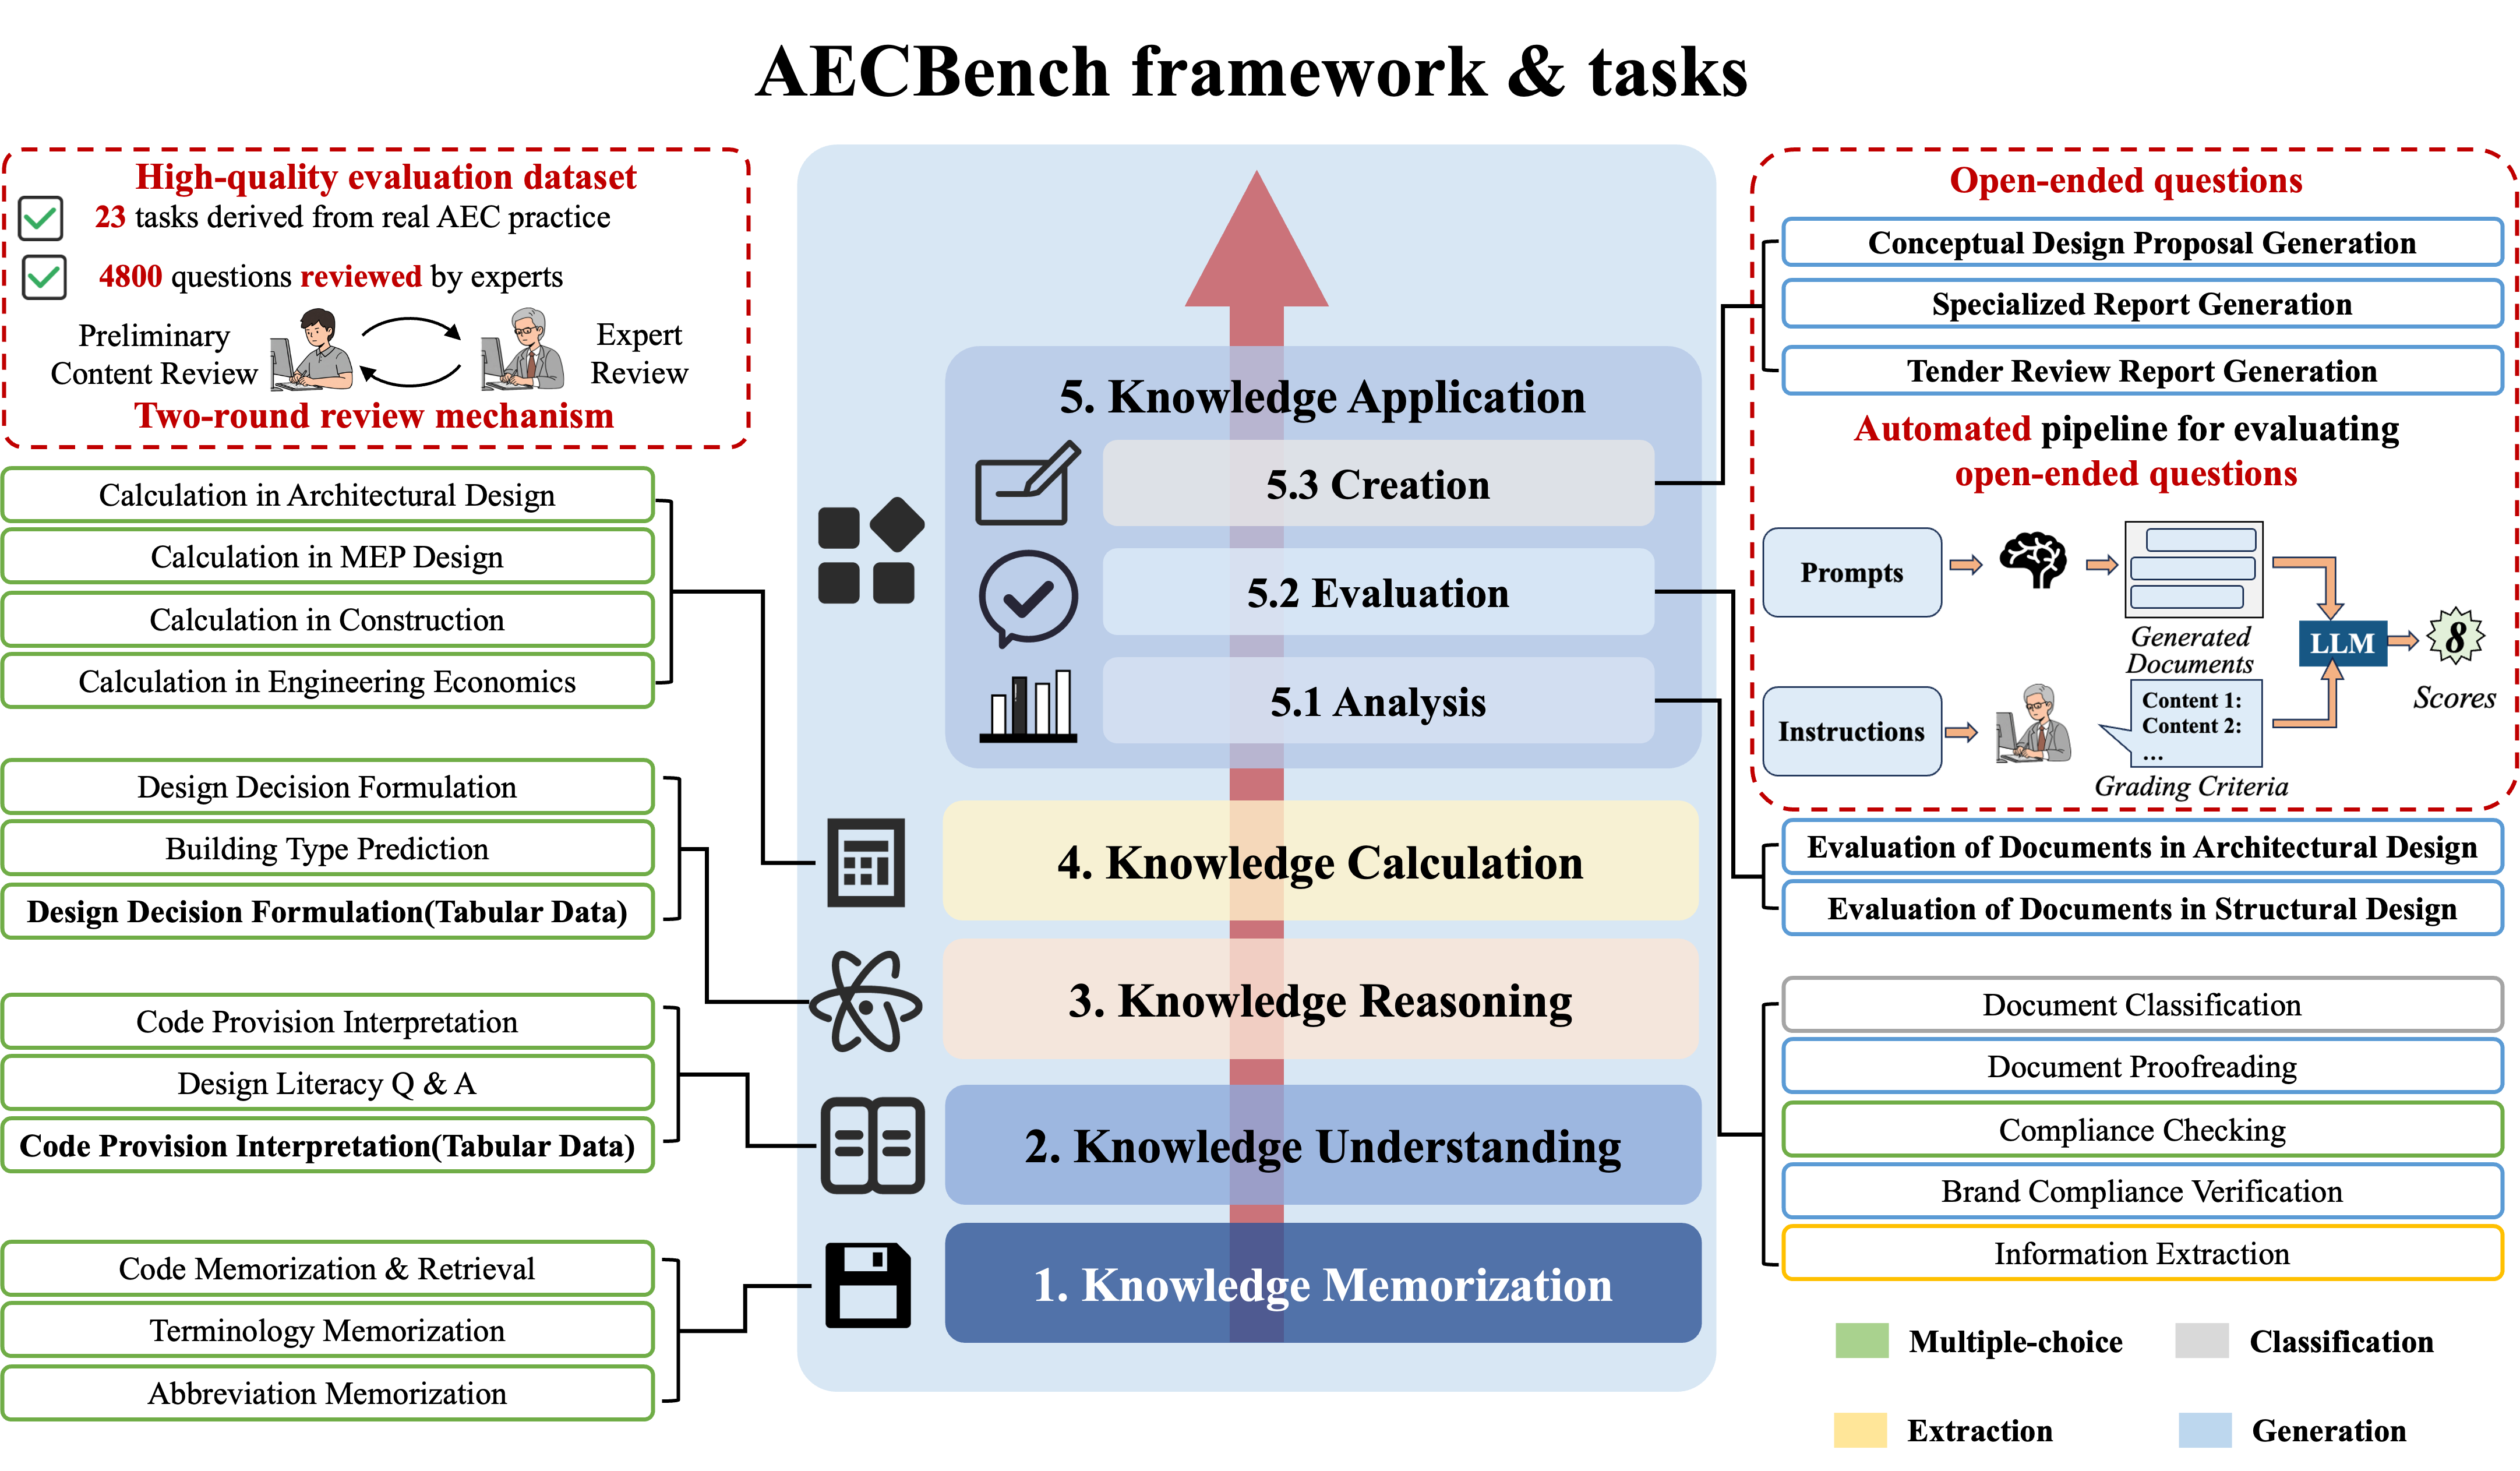 AECBench framework & tasks
High-quality evaluation dataset
23 tasks derived from real AEC practice
4800 questions reviewed by experts
Preliminary
Content Review
Expert
Review
Two-round review mechanism
Calculation in Architectural Design
Calculation in MEP Design
Calculation in Construction
Calculation in Engineering Economics
Design Decision Formulation
Building Type Prediction
Design Decision Formulation(Tabular Data)
Code Provision Interpretation
Design Literacy Q & A
Code Provision Interpretation(Tabular Data)
Code Memorization & Retrieval
Terminology Memorization
Abbreviation Memorization
5. Knowledge Application
5.3 Creation
5.2 Evaluation
5.1 Analysis
4. Knowledge Calculation
3. Knowledge Reasoning
2. Knowledge Understanding
1. Knowledge Memorization
Open-ended questions
Conceptual Design Proposal Generation
Specialized Report Generation
Tender Review Report Generation
Automated pipeline for evaluating
open-ended questions
Prompts
Generated
Documents
LLM
8
Scores
Instructions
Content 1:
Content 2:
...
Grading Criteria
Evaluation of Documents in Architectural Design
Evaluation of Documents in Structural Design
Document Classification
Document Proofreading
Compliance Checking
Brand Compliance Verification
Information Extraction
Multiple-choice
Classification
Extraction
Generation